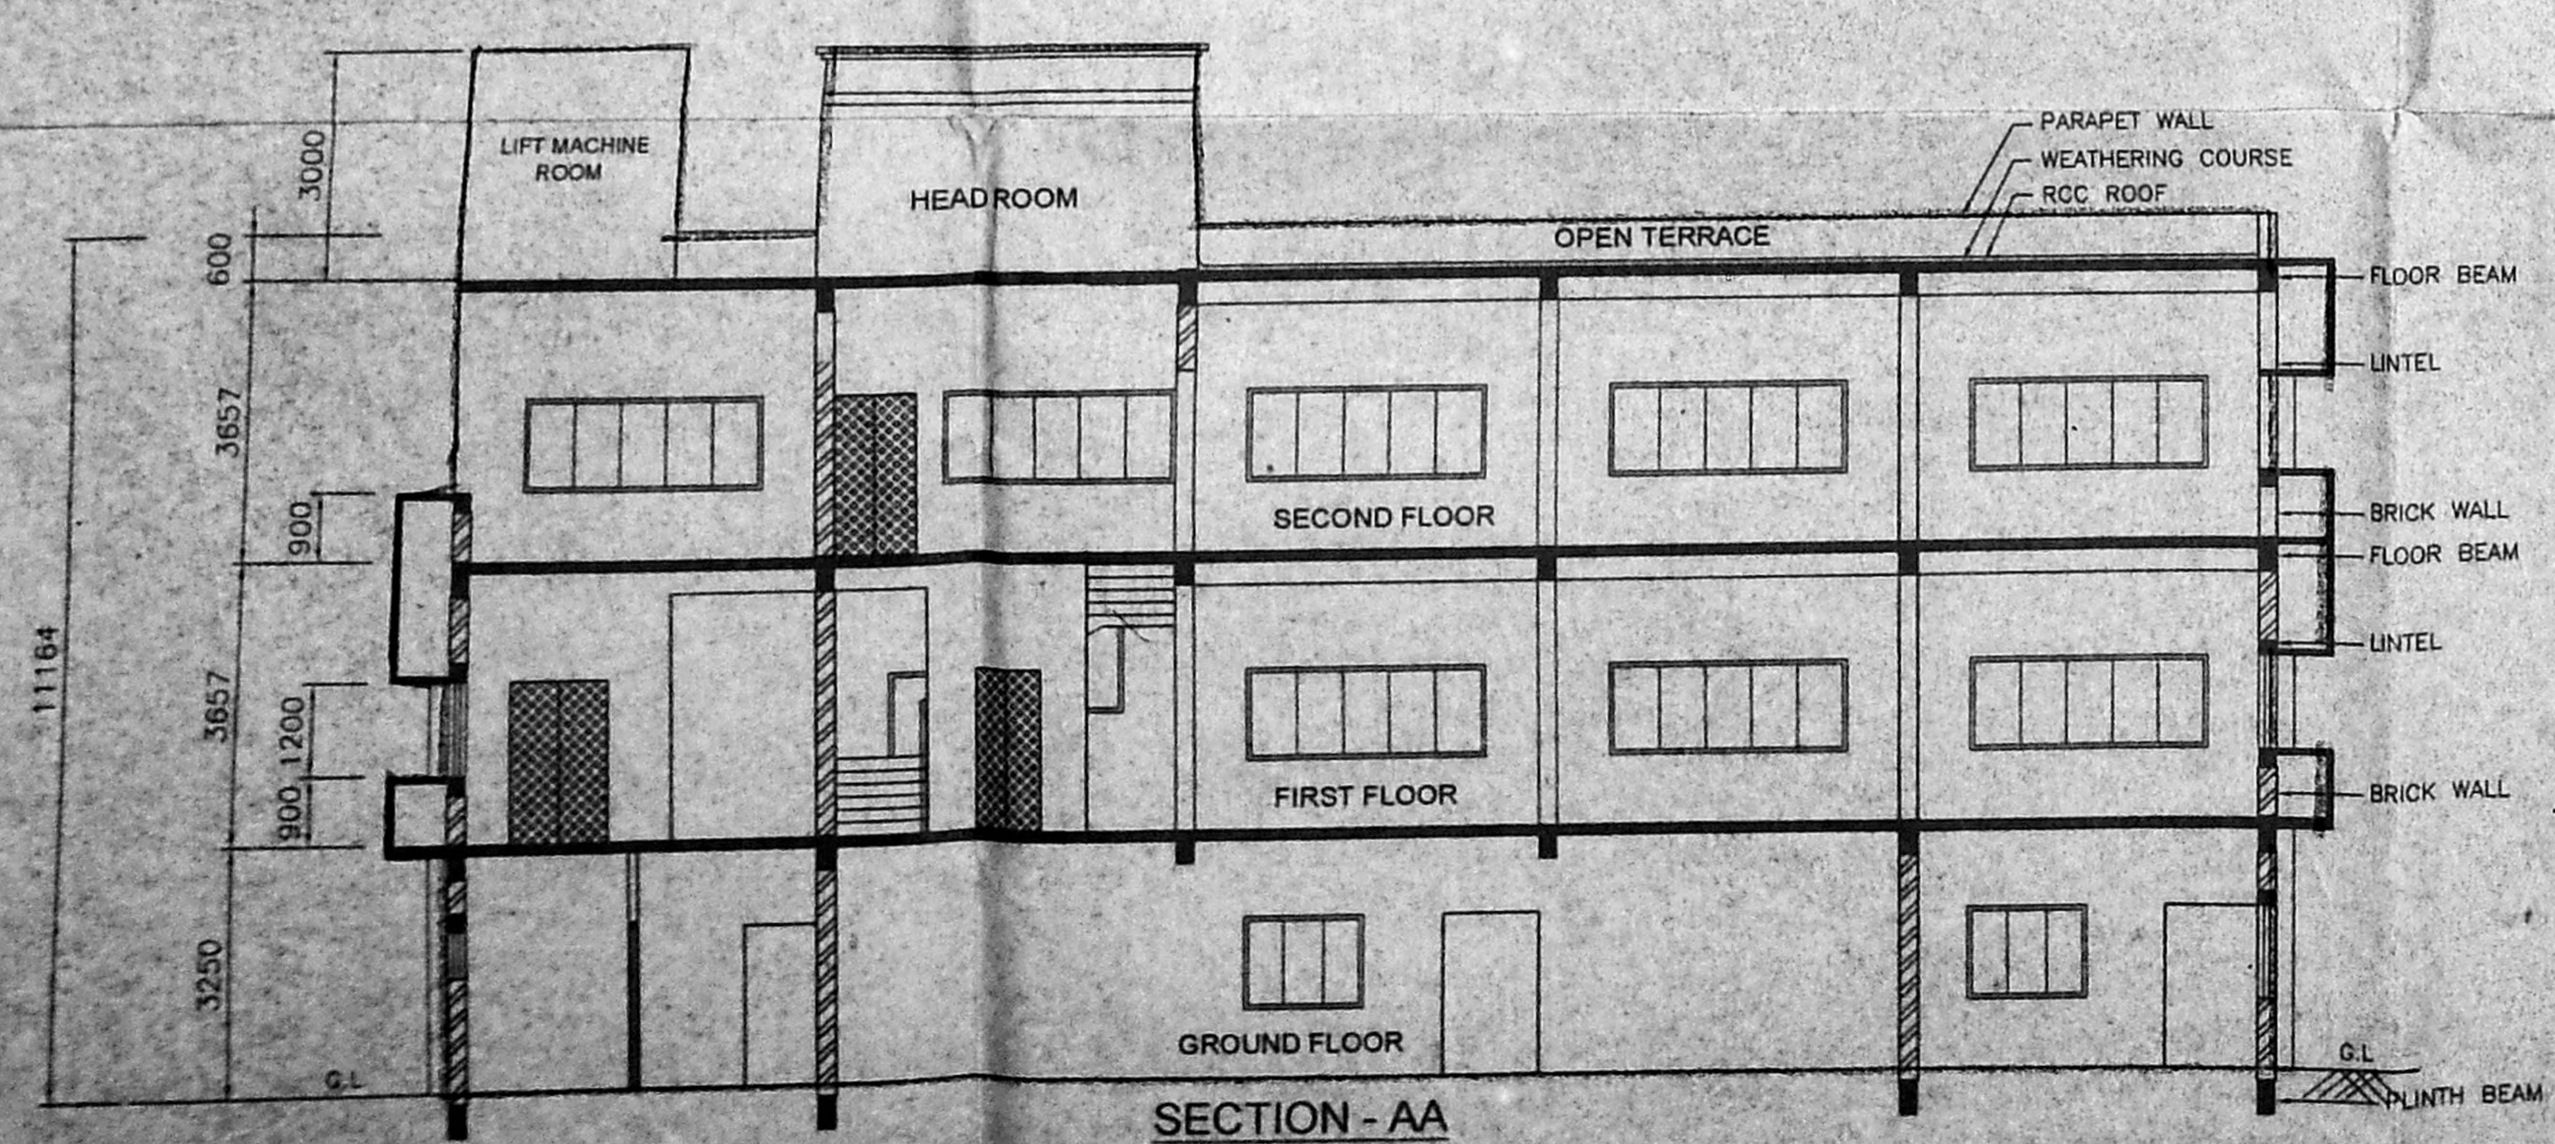 LIFT MACHINE
ROOM
HEADROOM
PARAPET WALL
WEATHERING COURSE
RCC ROOF
OPEN TERRACE
FLOOR BEAM
LINTEL
BRICK WALL
FLOOR BEAM
LINTEL
BRICK WALL
SECOND FLOOR
FIRST FLOOR
GROUND FLOOR
3000
600
3657
900
11164
3657
1200
900
3250
G.L
G.L
PLINTH BEAM
SECTION - AA